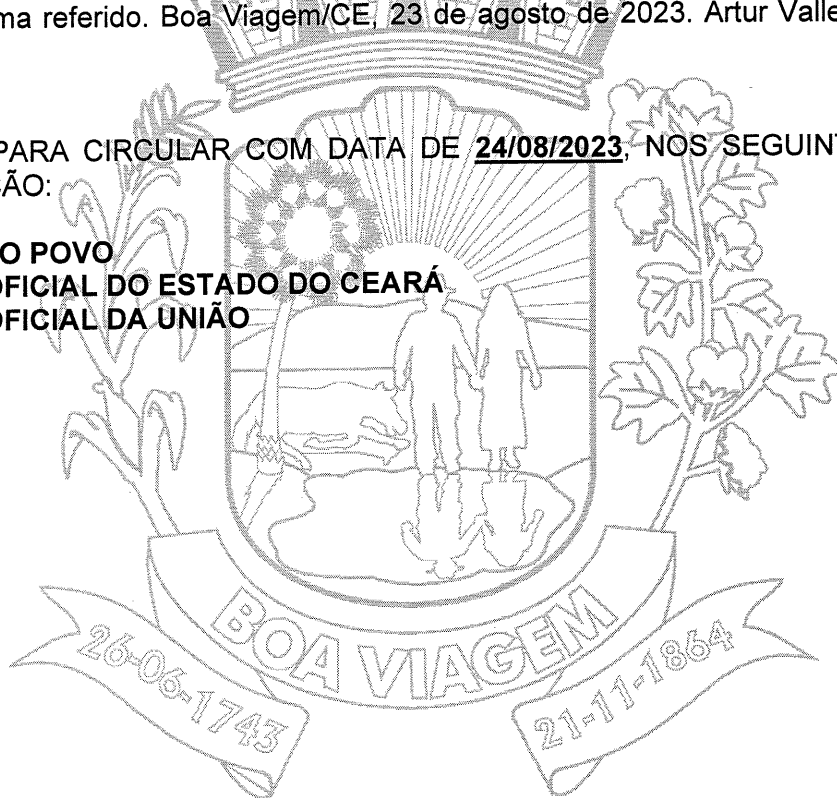 ma referido. Boa Viagem/CE, 23 de agosto de 2023. Artur Valle
PARA CIRCULAR COM DATA DE 24/08/2023, NOS SEGUINT
ÇÃO:
O POVO
OFICIAL DO ESTADO DO CEARÁ
OFICIAL DA UNIÃO
BOA VIAGEM
26-06-1743
21-11-1864